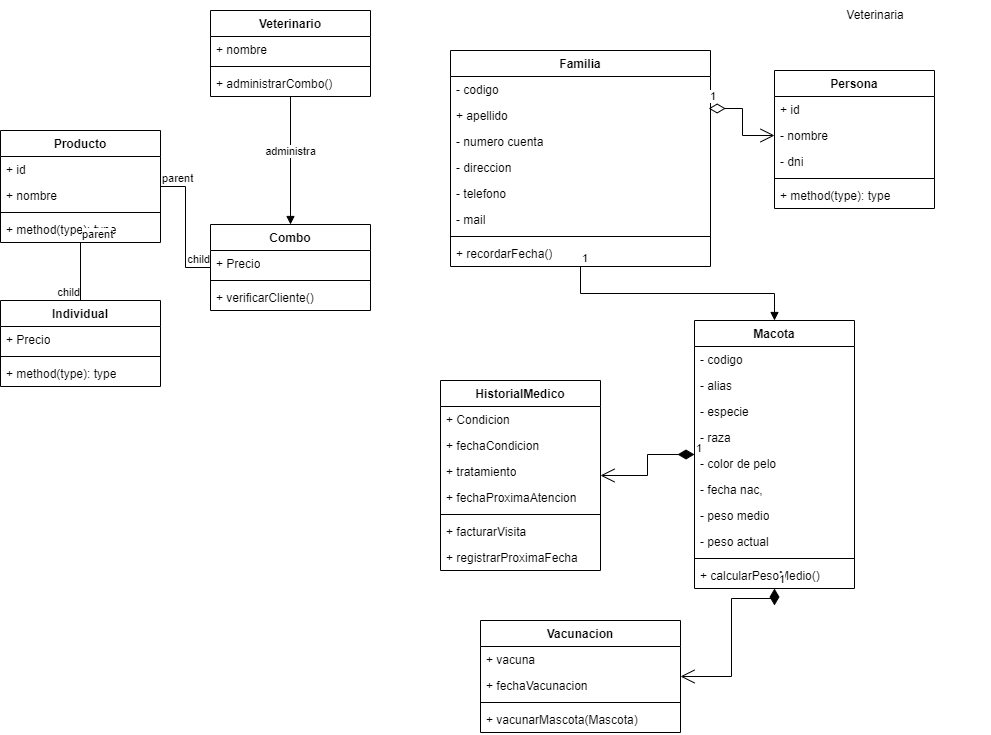 Veterinaria
Veterinario
+ nombre
+ administrarCombo()
administra
Producto
+ id
+ nombre
+ method(type): type
parent
child
parent
child
Combo
+ Precio
+ verificarCliente()
Individual
+ Precio
+ method(type): type
Familia
- codigo
+ apellido
- numero cuenta
- direccion
- telefono
- mail
+ recordarFecha()
1
1
Persona
+ id
- nombre
- dni
+ method(type): type
Macota
- codigo
- alias
- especie
- raza
- color de pelo
- fecha nac,
- peso medio
- peso actual
+ calcularPesoMedio()
1
1
HistorialMedico
+ Condicion
+ fechaCondicion
+ tratamiento
+ fechaProximaAtencion
+ facturarVisita
+ registrarProximaFecha
Vacunacion
+ vacuna
+ fechaVacunacion
+ vacunarMascota(Mascota)